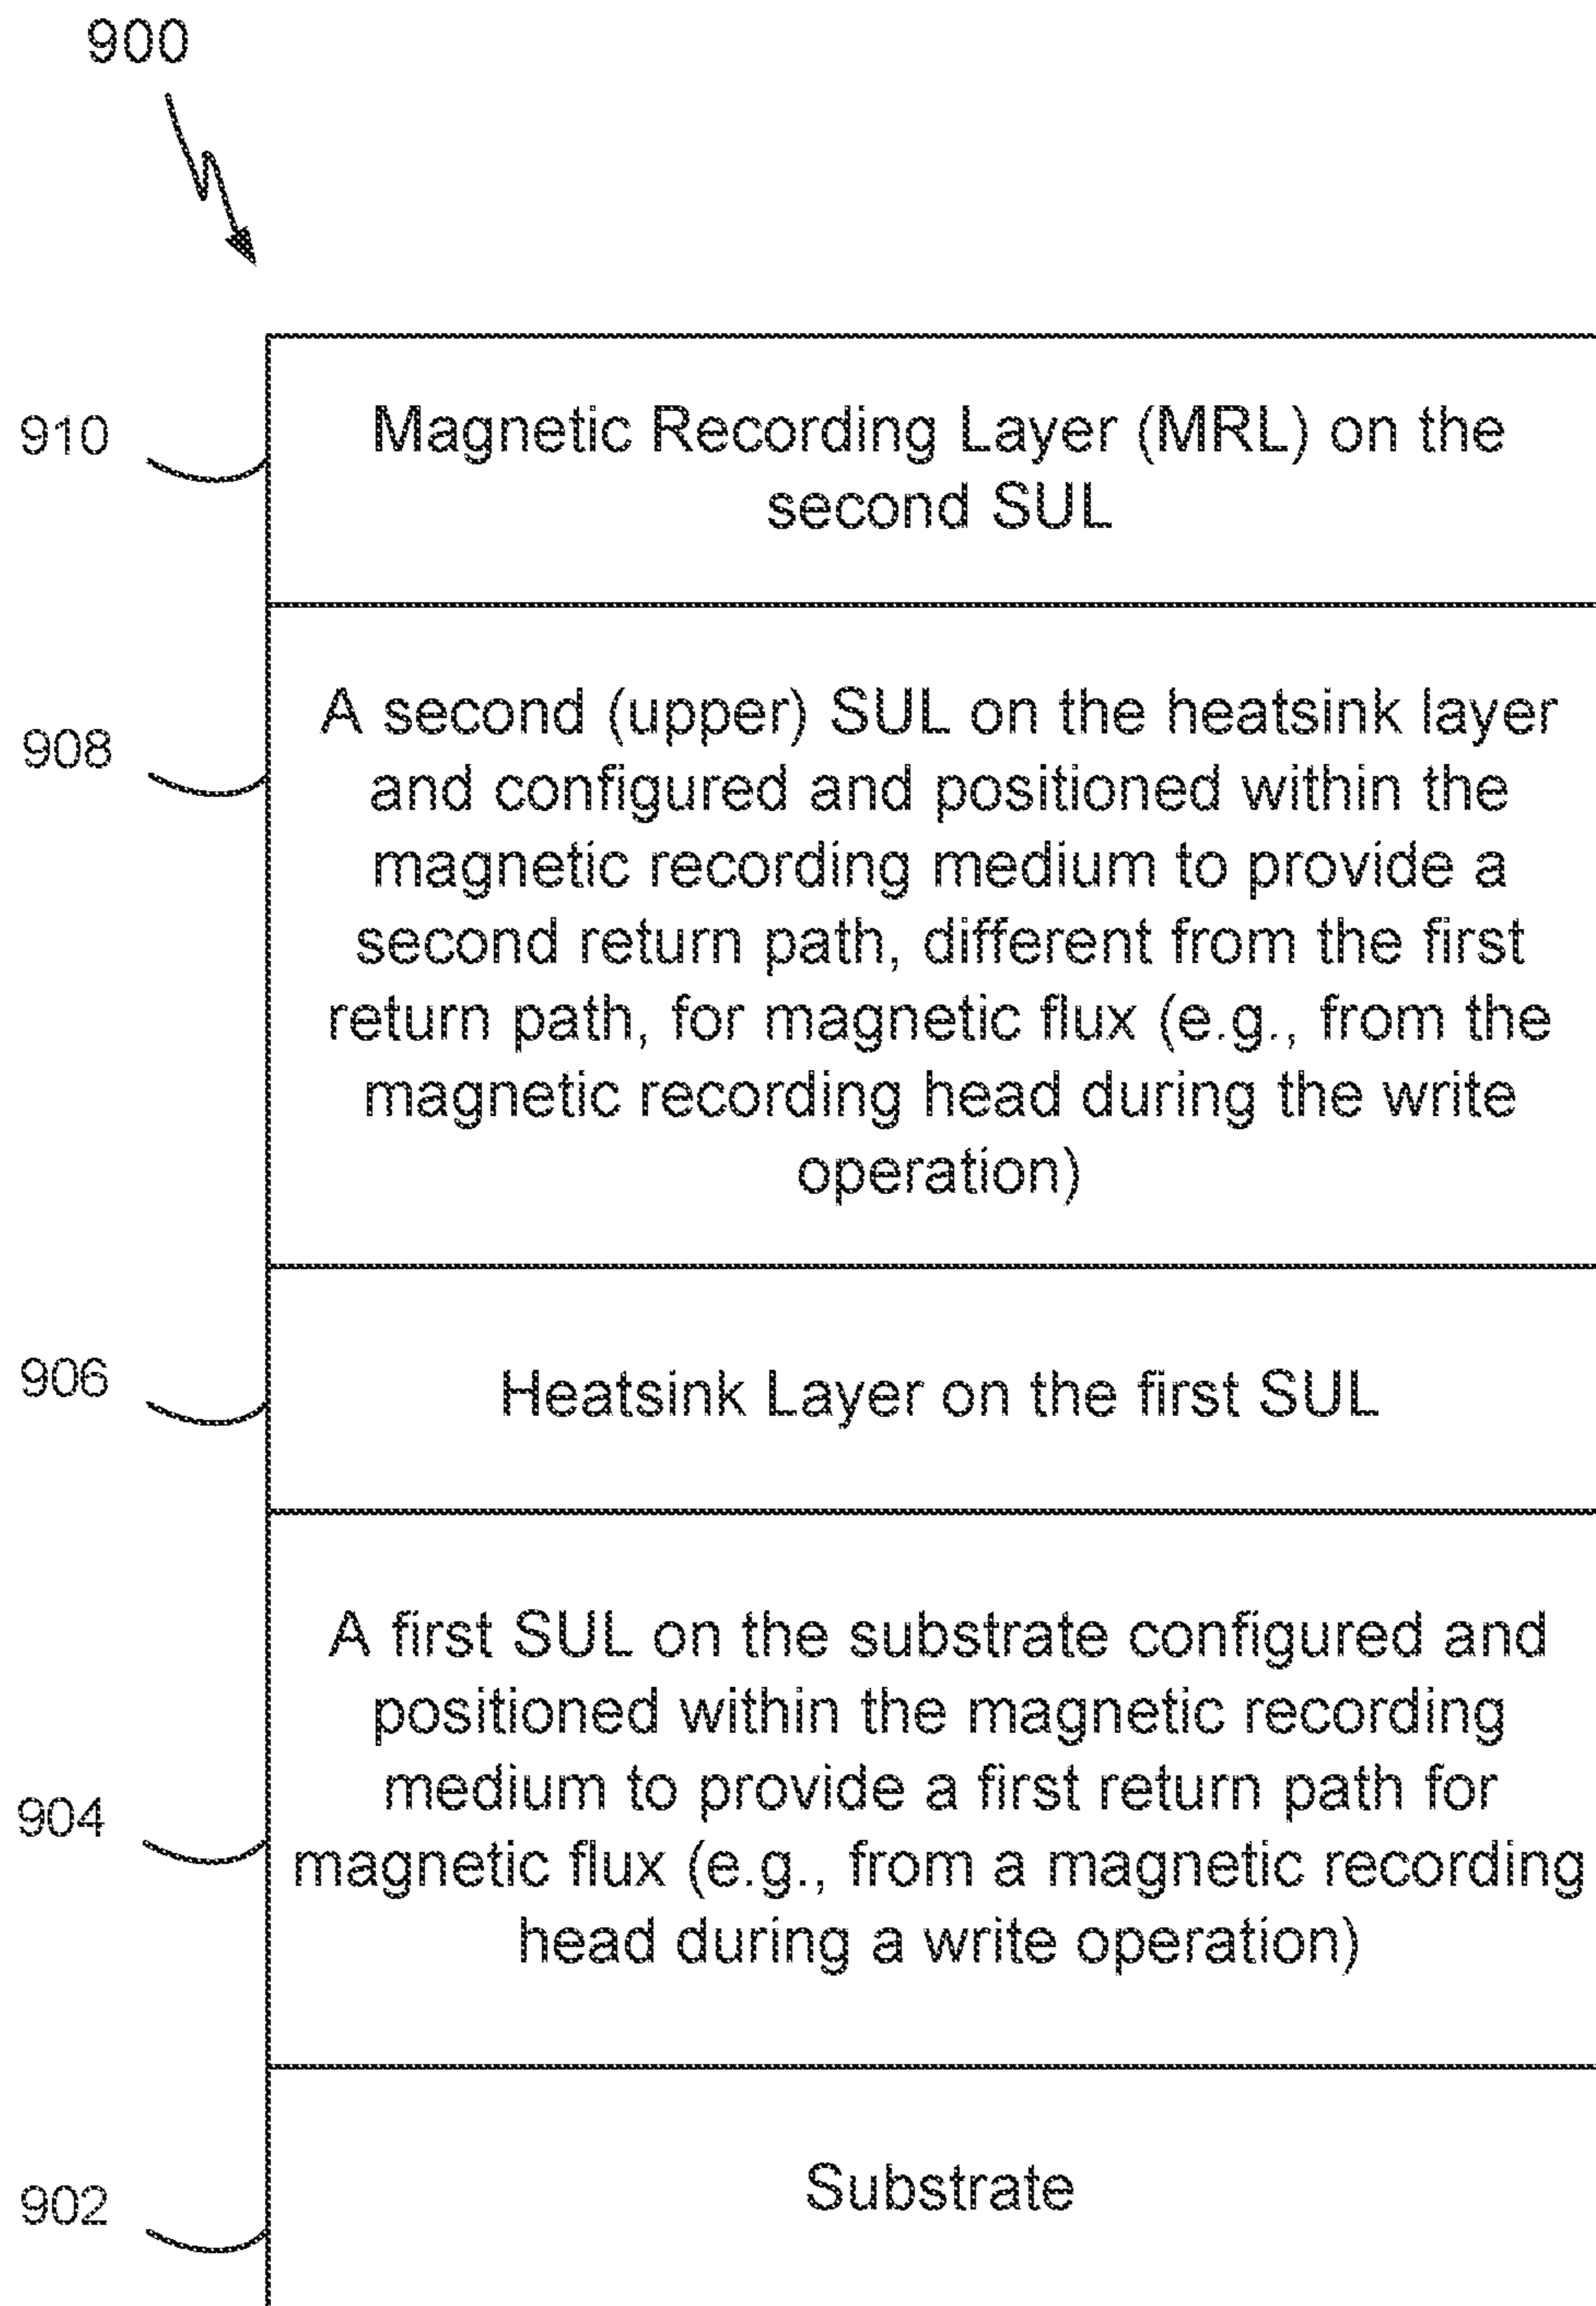 900
910
Magnetic Recording Layer (MRL) on the
second SUL
908
A second (upper) SUL on the heatsink layer
and configured and positioned within the
magnetic recording medium to provide a
second return path, different from the first
return path, for magnetic flux (e.g., from the
magnetic recording head during the write
operation)
906
Heatsink Layer on the first SUL
904
A first SUL on the substrate configured and
positioned within the magnetic recording
medium to provide a first return path for
magnetic flux (e.g., from a magnetic recording
head during a write operation)
902
Substrate